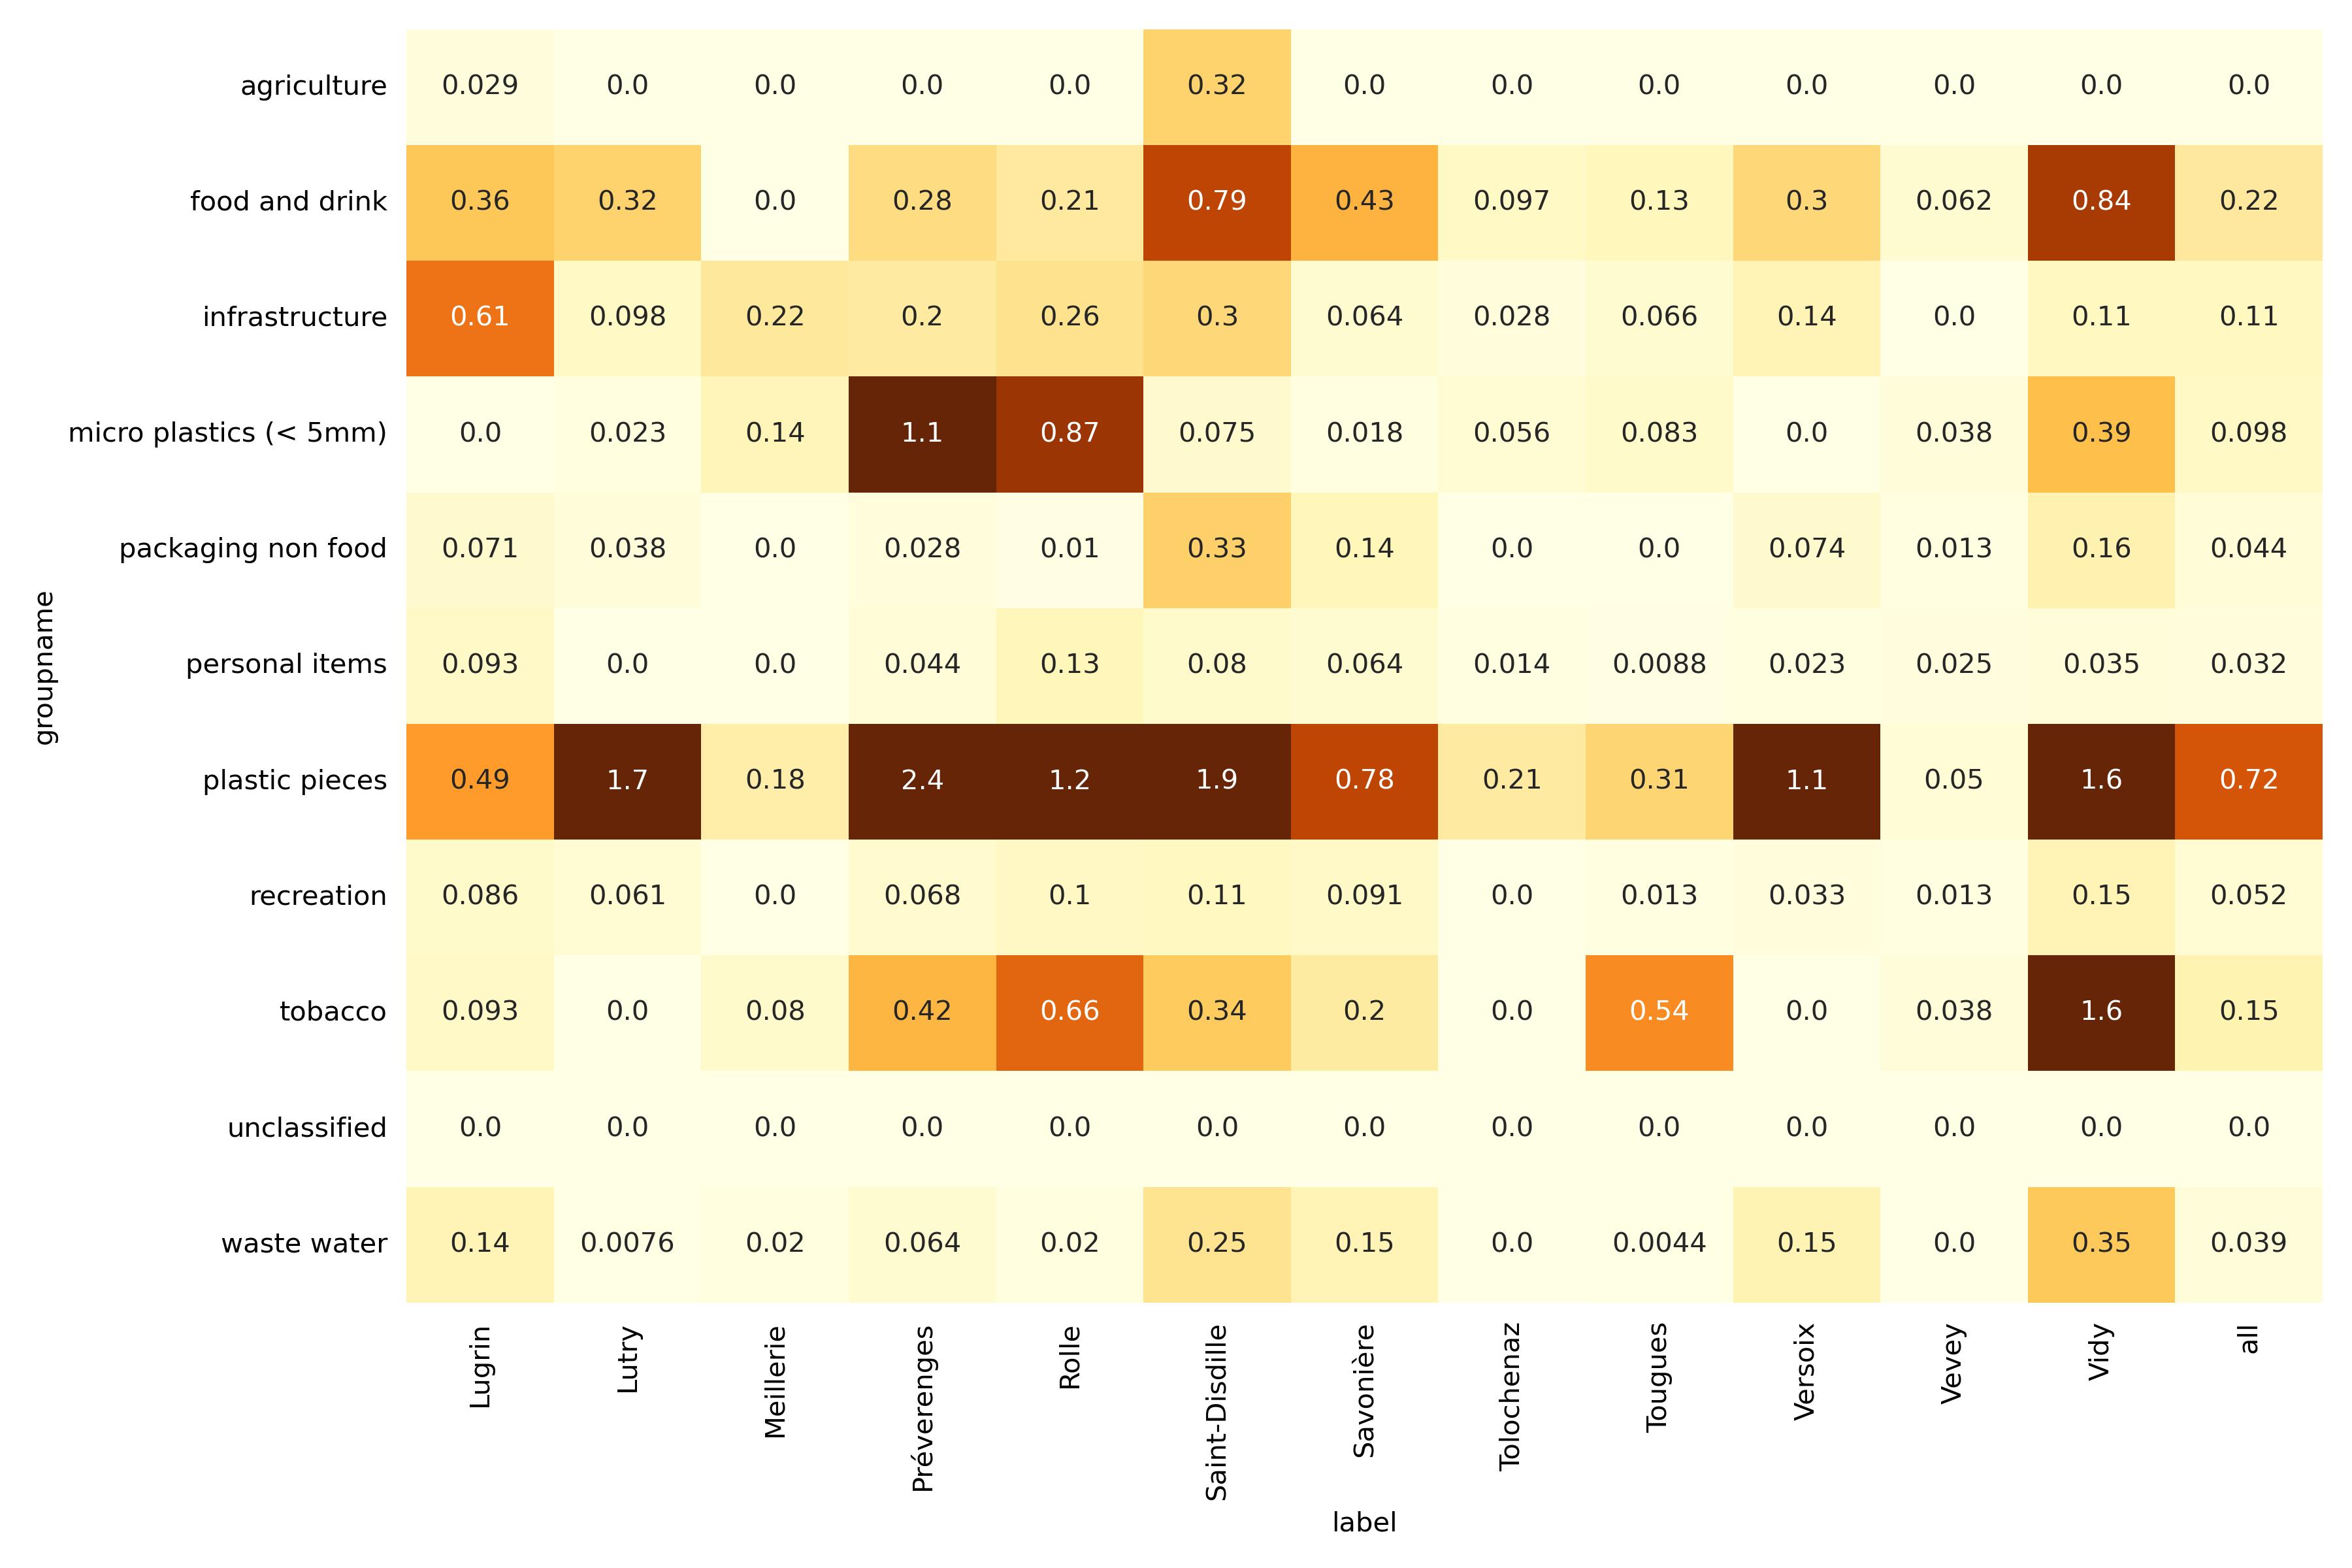 agriculture 0.029 0.0 0.0 0.0 0.0 0.32 0.0 0.0 0.0 0.0 0.0 0.0 0.0
food and drink 0.36 0.32 0.0 0.28 0.21 0.79 0.43 0.097 0.13 0.3 0.062 0.84 0.22
infrastructure 0.61 0.098 0.22 0.2 0.26 0.3 0.064 0.028 0.066 0.14 0.0 0.11 0.11
micro plastics (< 5mm) 0.0 0.023 0.14 1.1 0.87 0.075 0.018 0.056 0.083 0.0 0.038 0.39 0.098
packaging non food 0.071 0.038 0.0 0.028 0.01 0.33 0.14 0.0 0.0 0.074 0.013 0.16 0.044
personal items 0.093 0.0 0.0 0.044 0.13 0.08 0.064 0.014 0.0088 0.023 0.025 0.035 0.032
groupname
plastic pieces 0.49 1.7 0.18 2.4 1.2 1.9 0.78 0.21 0.31 1.1 0.05 1.6 0.72
recreation 0.086 0.061 0.0 0.068 0.1 0.11 0.091 0.0 0.013 0.033 0.013 0.15 0.052
tobacco 0.093 0.0 0.08 0.42 0.66 0.34 0.2 0.0 0.54 0.0 0.038 1.6 0.15
unclassified 0.0 0.0 0.0 0.0 0.0 0.0 0.0 0.0 0.0 0.0 0.0 0.0 0.0
waste water 0.14 0.0076 0.02 0.064 0.02 0.25 0.15 0.0 0.0044 0.15 0.0 0.35 0.039
Lugrin Lutry Meillerie Préverenges Rolle Saint-Disdille Savonière Tolochenaz Tougues Versoix Vevey Vidy all
label